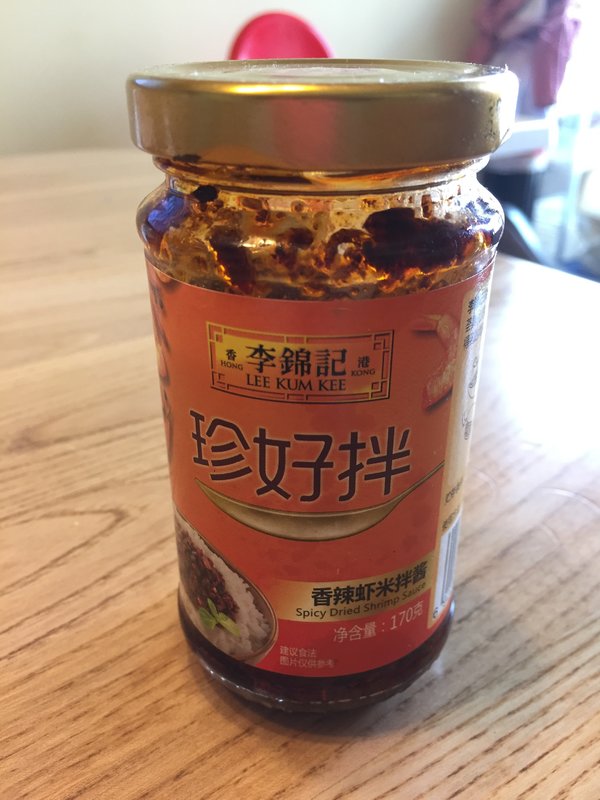 香 李錦記 港
HONG LEE KUM KEE KONG
珍好拌
香辣虾米拌酱
Spicy Dried Shrimp Sauce
净含量：170克
建议食法
图片仅供参考